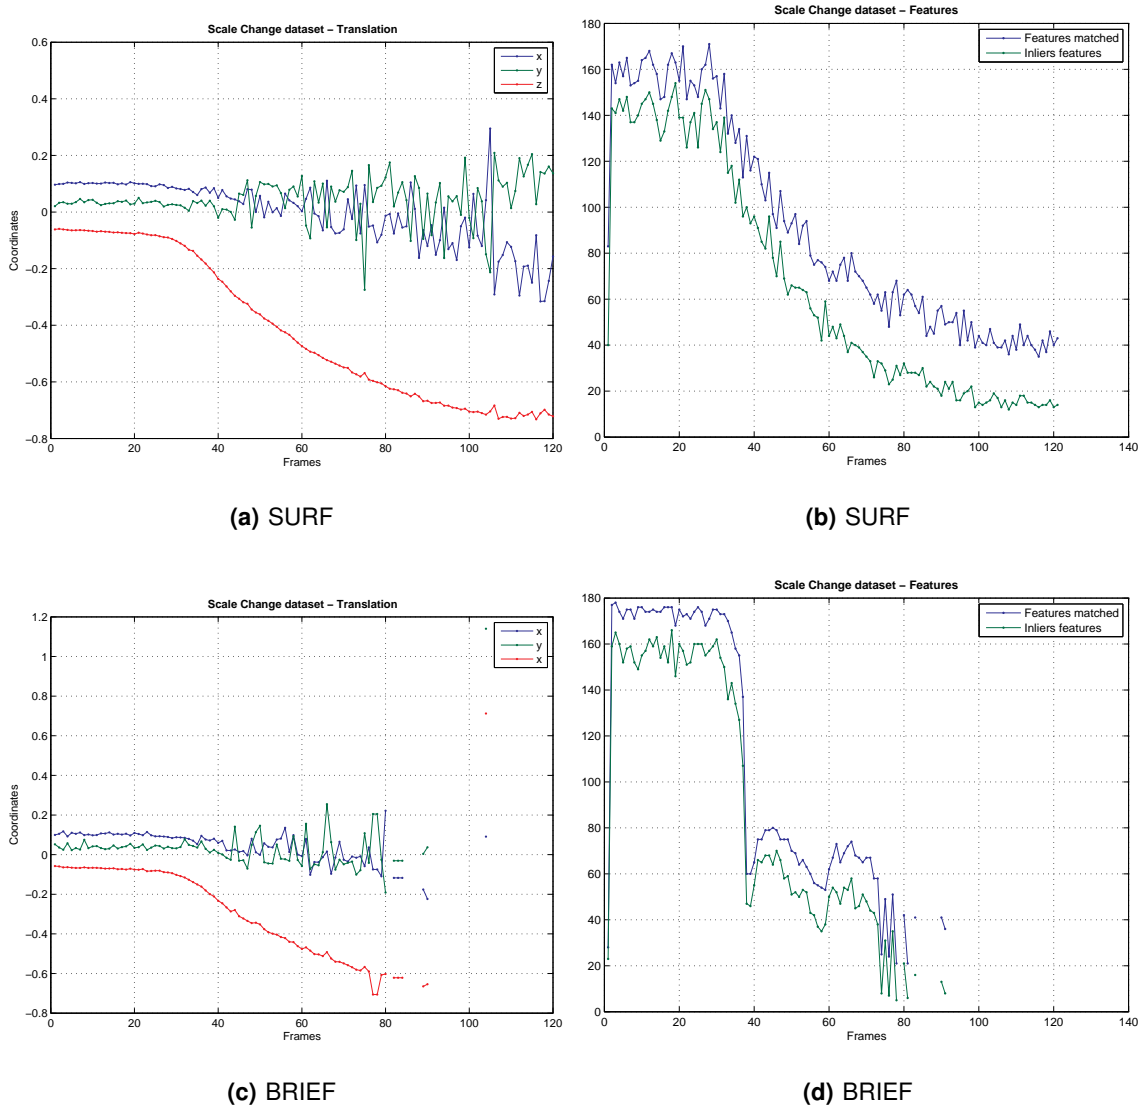 Scale Change dataset − Translation
0.6
0.4
0.2
0
−0.2
−0.4
−0.6
−0.8
0 20 40 60 80 100 120
Frames
Coordinates
x
y
z
(a) SURF
Scale Change dataset − Features
180
160
140
120
100
80
60
40
20
0
0 20 40 60 80 100 120 140
Frames
Features matched
Inliers features
(b) SURF
Scale Change dataset − Translation
1.2
1
0.8
0.6
0.4
0.2
0
−0.2
−0.4
−0.6
−0.8
0 20 40 60 80 100 120
Frames
Coordinates
x
y
x
(c) BRIEF
Scale Change dataset − Features
180
160
140
120
100
80
60
40
20
0
0 20 40 60 80 100 120 140
Frames
Features matched
Inliers features
(d) BRIEF